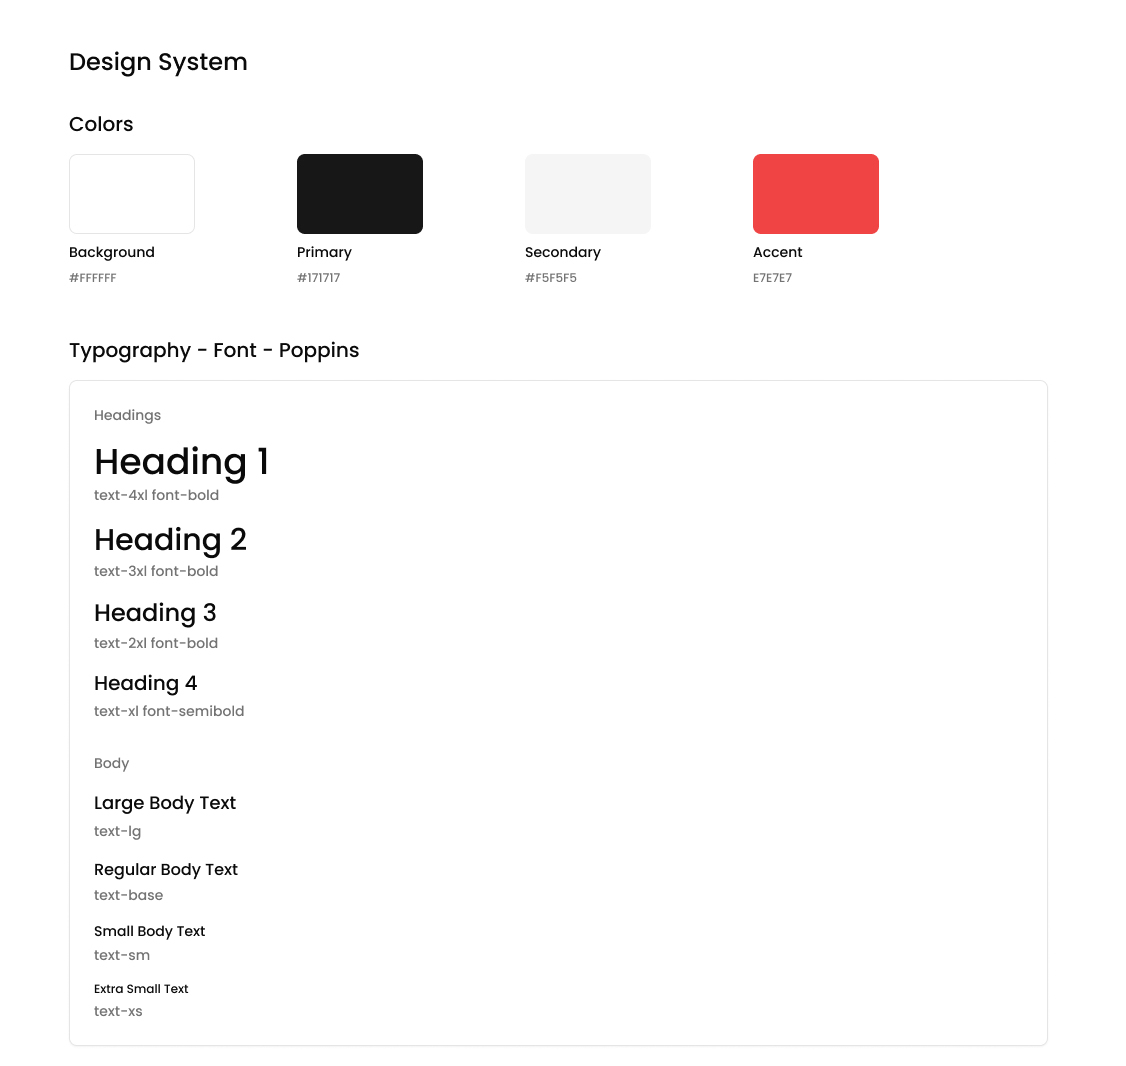 Design System
Colors
Background
#FFFFFF
Primary
#171717
Secondary
#F5F5F5
Accent
E7E7E7
Typography - Font - Poppins
Headings
Heading 1
text-4xl font-bold
Heading 2
text-3xl font-bold
Heading 3
text-2xl font-bold
Heading 4
text-xl font-semibold
Body
Large Body Text
text-lg
Regular Body Text
text-base
Small Body Text
text-sm
Extra Small Text
text-xs